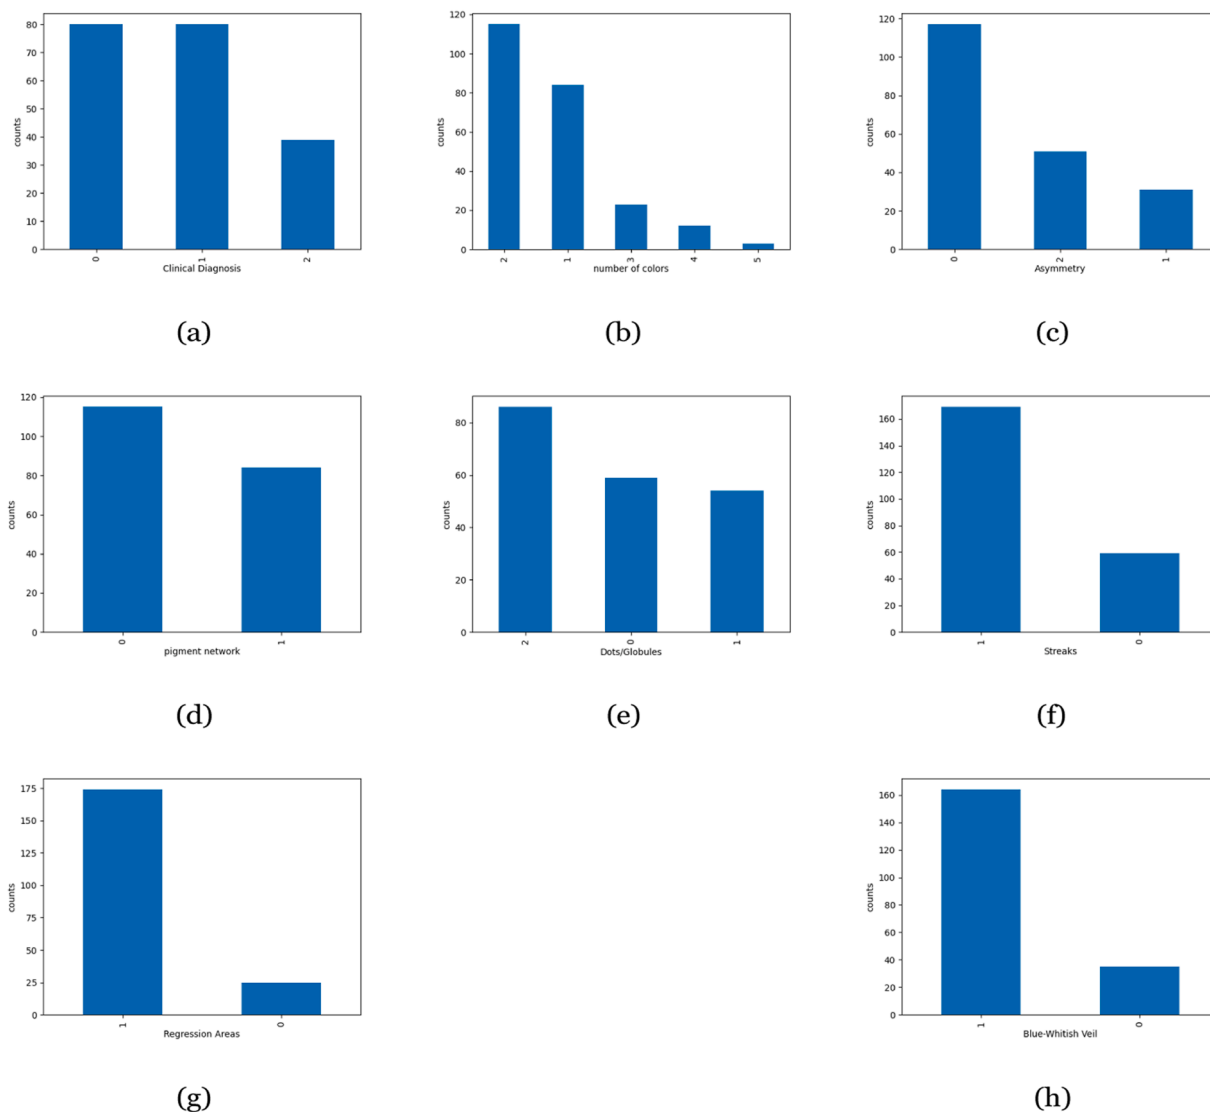 80
70
60
50
40
30
20
10
0
counts
0 1 2
Clinical Diagnosis
(a)
120
100
80
60
40
20
0
counts
2 1 3 4 5
number of colors
(b)
120
100
80
60
40
20
0
counts
0 2 1
Asymmetry
(c)
120
100
80
60
40
20
0
counts
0 1
pigment network
(d)
80
60
40
20
0
counts
2 0 1
Dots/Globules
(e)
160
140
120
100
80
60
40
20
0
counts
1 0
Streaks
(f)
175
150
125
100
75
50
25
0
counts
1 0
Regression Areas
(g)
160
140
120
100
80
60
40
20
0
counts
1 0
Blue-Whitish Veil
(h)